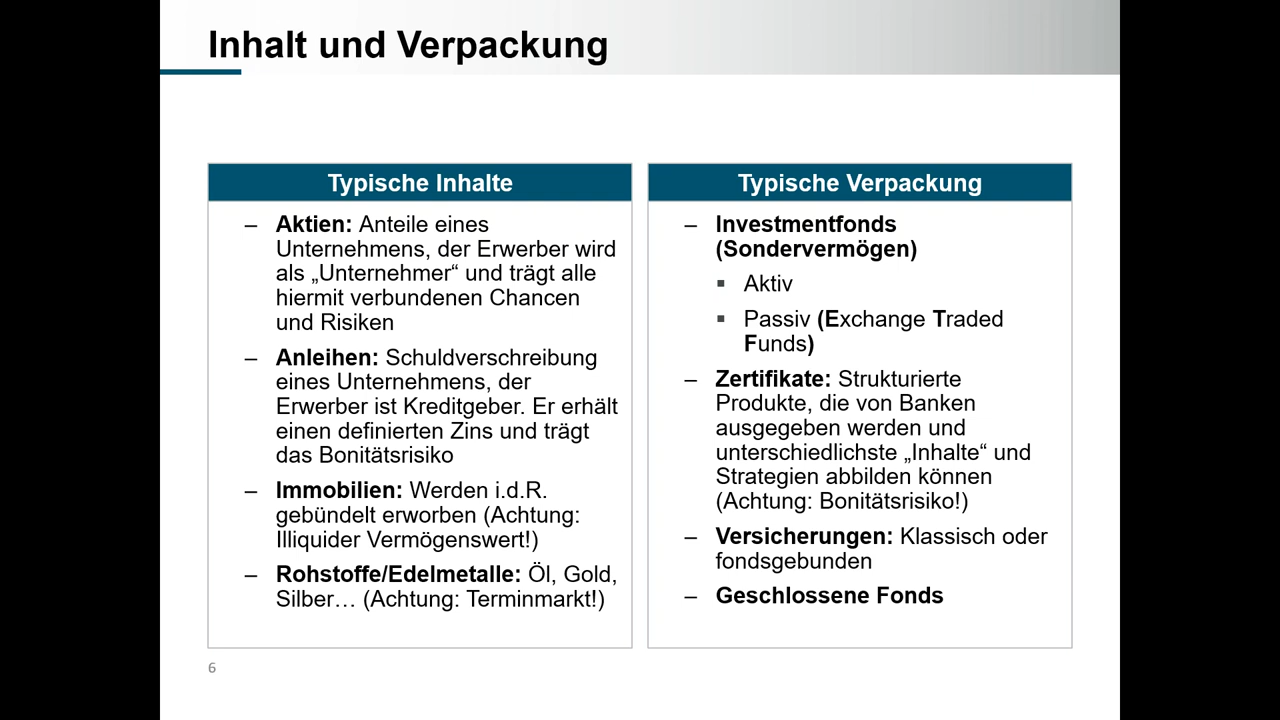 Inhalt und Verpackung
Typische Inhalte
– Aktien: Anteile eines
Unternehmens, der Erwerber wird
als „Unternehmer“ und trägt alle
hiermit verbundenen Chancen
und Risiken
– Anleihen: Schuldverschreibung
eines Unternehmens, der
Erwerber ist Kreditgeber. Er erhält
einen definierten Zins und trägt
das Bonitätsrisiko
– Immobilien: Werden i.d.R.
gebündelt erworben (Achtung:
Illiquider Vermögenswert!)
– Rohstoffe/Edelmetalle: Öl, Gold,
Silber… (Achtung: Terminmarkt!)
Typische Verpackung
– Investmentfonds
(Sondervermögen)
▪ Aktiv
▪ Passiv (Exchange Traded
Funds)
– Zertifikate: Strukturierte
Produkte, die von Banken
ausgegeben werden und
unterschiedlichste „Inhalte“ und
Strategien abbilden können
(Achtung: Bonitätsrisiko!)
– Versicherungen: Klassisch oder
fondsgebunden
– Geschlossene Fonds
6